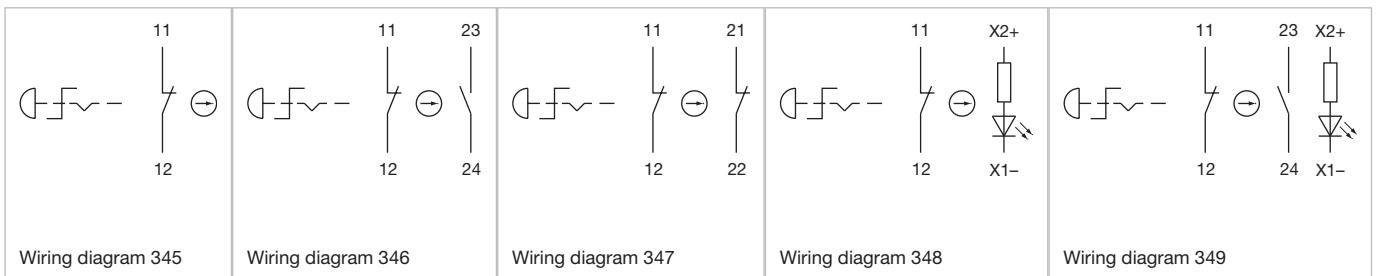 11
12
Wiring diagram 345
11 23
12 24
Wiring diagram 346
11 21
12 22
Wiring diagram 347
11 X2+
12 X1–
Wiring diagram 348
11 23 X2+
12 24 X1–
Wiring diagram 349